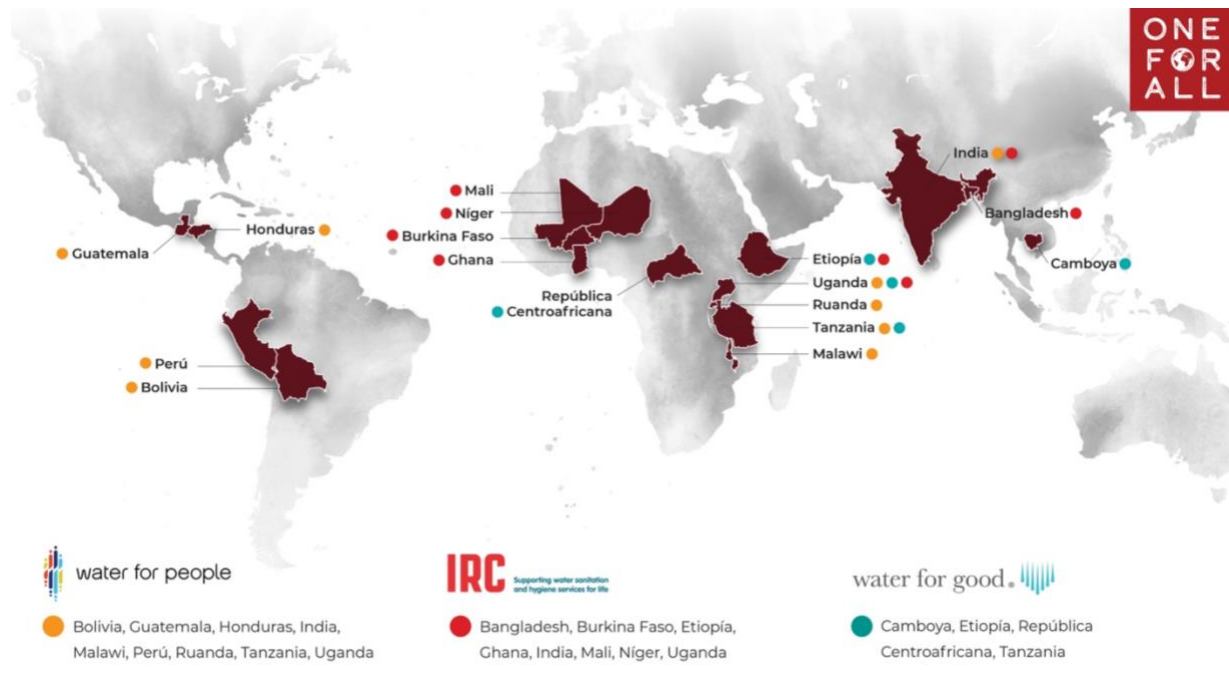 ONE
FOR
ALL
India
Bangladesh
Camboya
Mali
Níger
Burkina Faso
Ghana
República
Centroafricana
Etiopía
Uganda
Ruanda
Tanzania
Malawi
Honduras
Guatemala
Perú
Bolivia
water for people
Bolivia, Guatemala, Honduras, India,
Malawi, Perú, Ruanda, Tanzania, Uganda
IRC
Supporting water sanitation
and hygiene services for life
Bangladesh, Burkina Faso, Etiopía,
Ghana, India, Mali, Níger, Uganda
water for good.
Camboya, Etiopía, República
Centroafricana, Tanzania